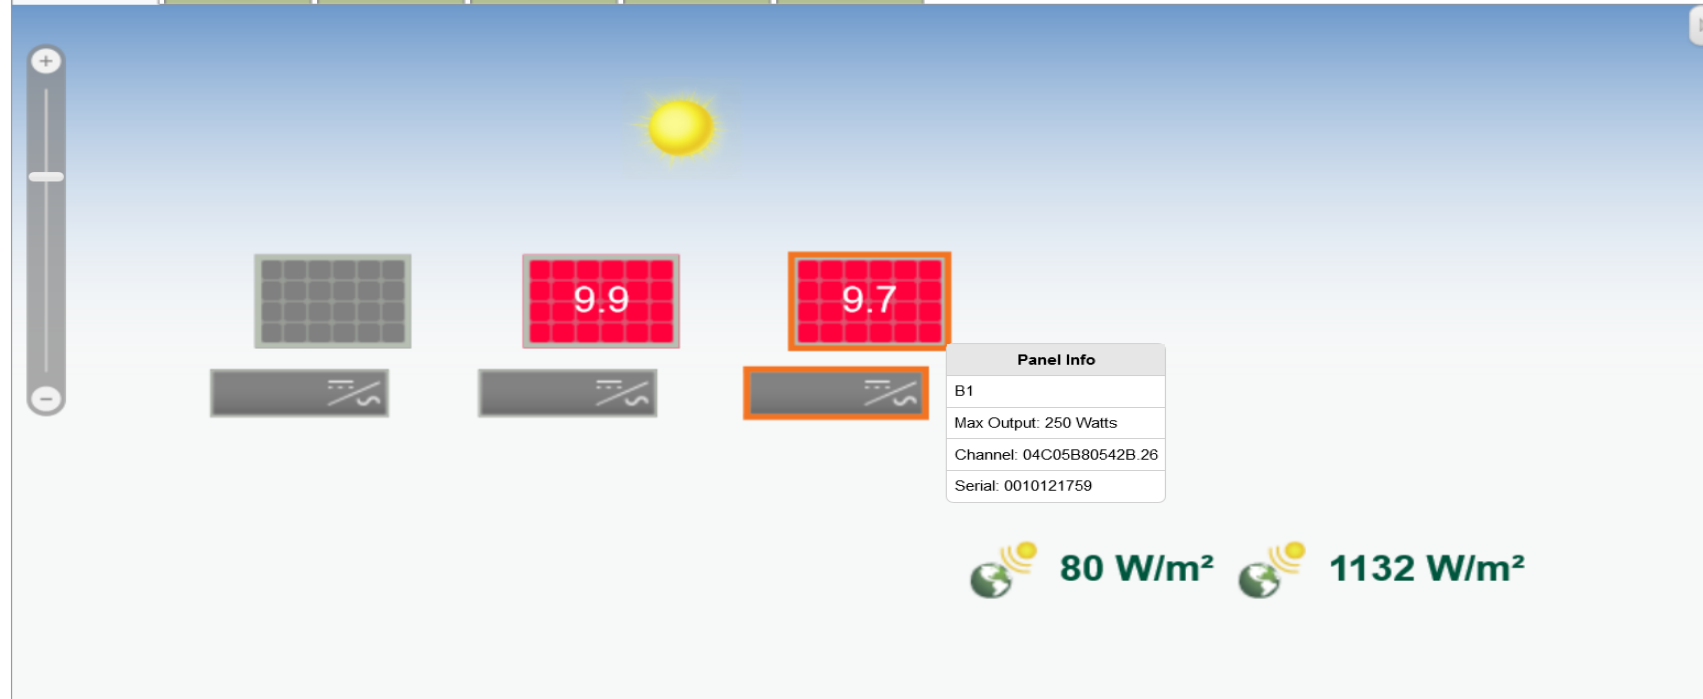 9.9
9.7
Panel Info
B1
Max Output: 250 Watts
Channel: 04C05B80542B.26
Serial: 0010121759
80 W/m²
1132 W/m²